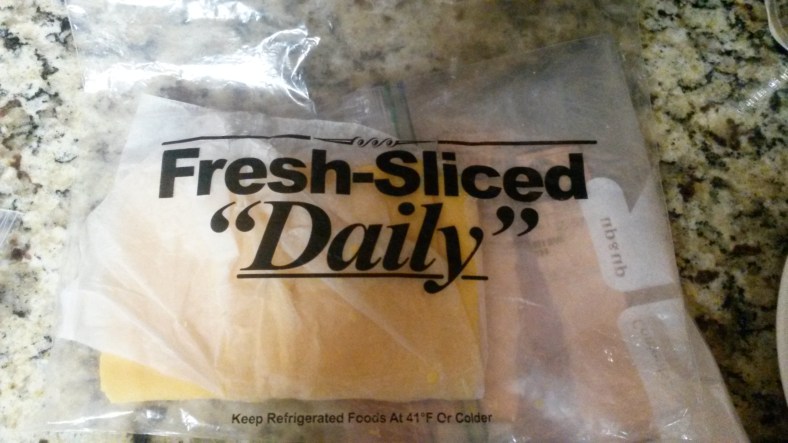 Fresh-Sliced
“Daily”
Keep Refrigerated Foods At 41°F Or Colder